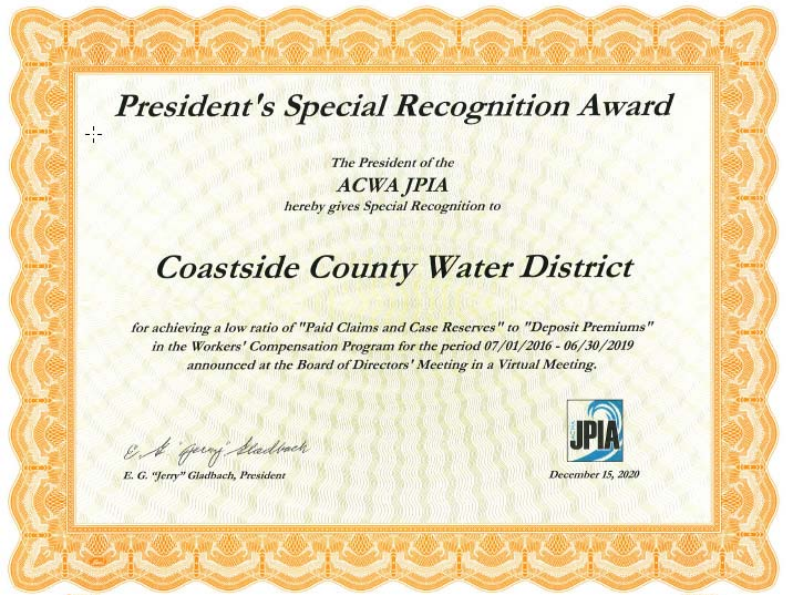 President's Special Recognition Award
The President of the
ACWA JPIA
hereby gives Special Recognition to
Coastside County Water District
for achieving a low ratio of "Paid Claims and Case Reserves" to "Deposit Premiums"
in the Workers' Compensation Program for the period 07/01/2016 - 06/30/2019
announced at the Board of Directors' Meeting in a Virtual Meeting.
E. G. "Jerry" Gladbach
ACWA
JPIA
E. G. “Jerry” Gladbach, President
December 15, 2020